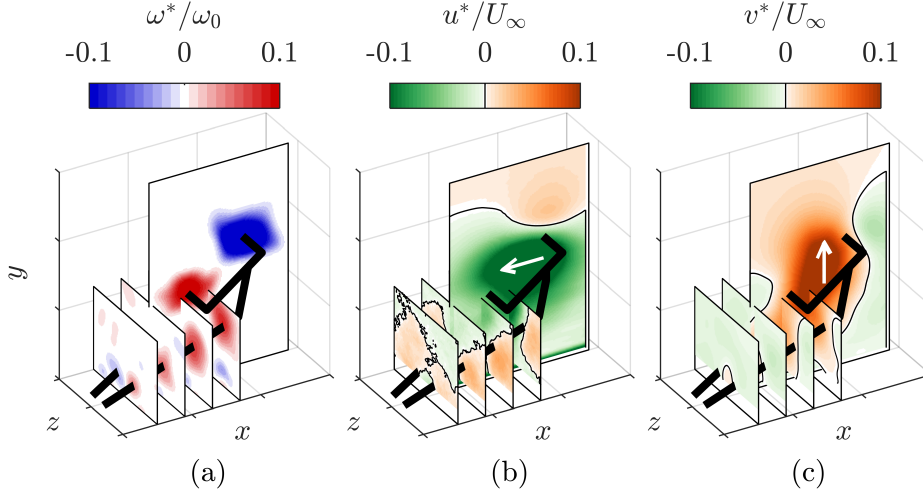 ω*/ω₀ u*/U∞ v*/U∞
-0.1 0 0.1 -0.1 0 0.1 -0.1 0 0.1
y
z x z x z x
(a) (b) (c)